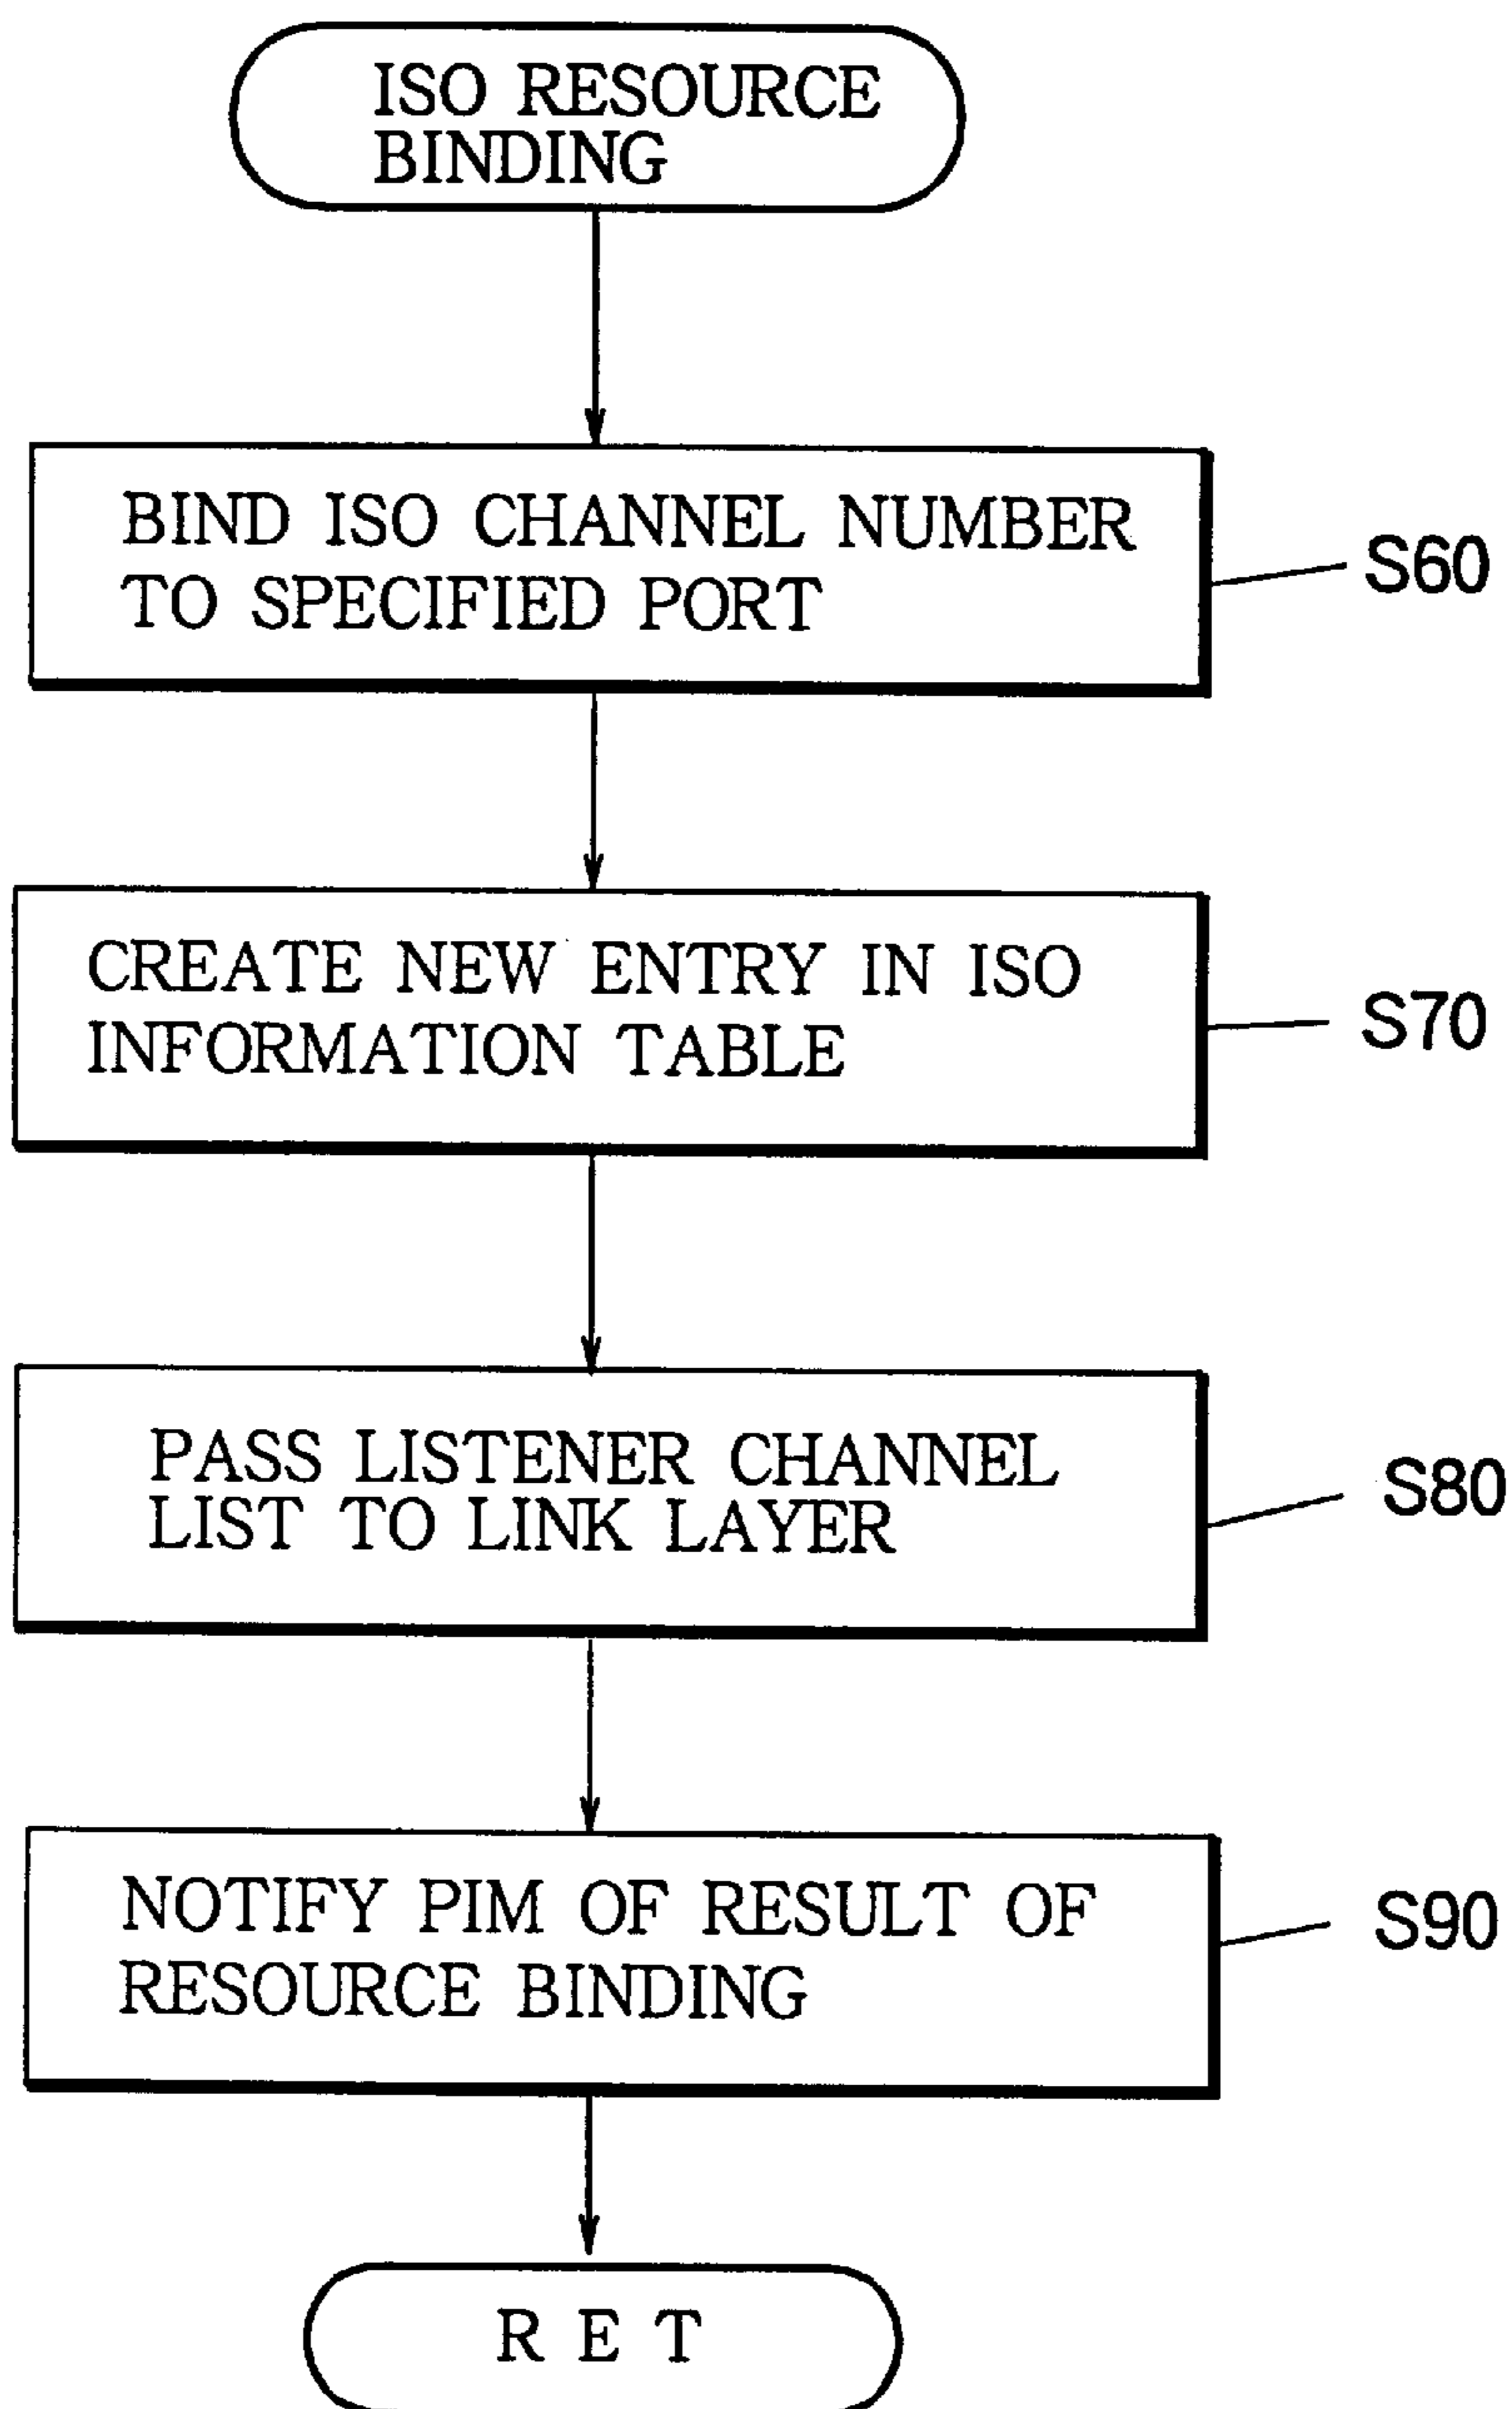 ISO RESOURCE
BINDING
BIND ISO CHANNEL NUMBER
TO SPECIFIED PORT
S60
CREATE NEW ENTRY IN ISO
INFORMATION TABLE
S70
PASS LISTENER CHANNEL
LIST TO LINK LAYER
S80
NOTIFY PIM OF RESULT OF
RESOURCE BINDING
S90
RET